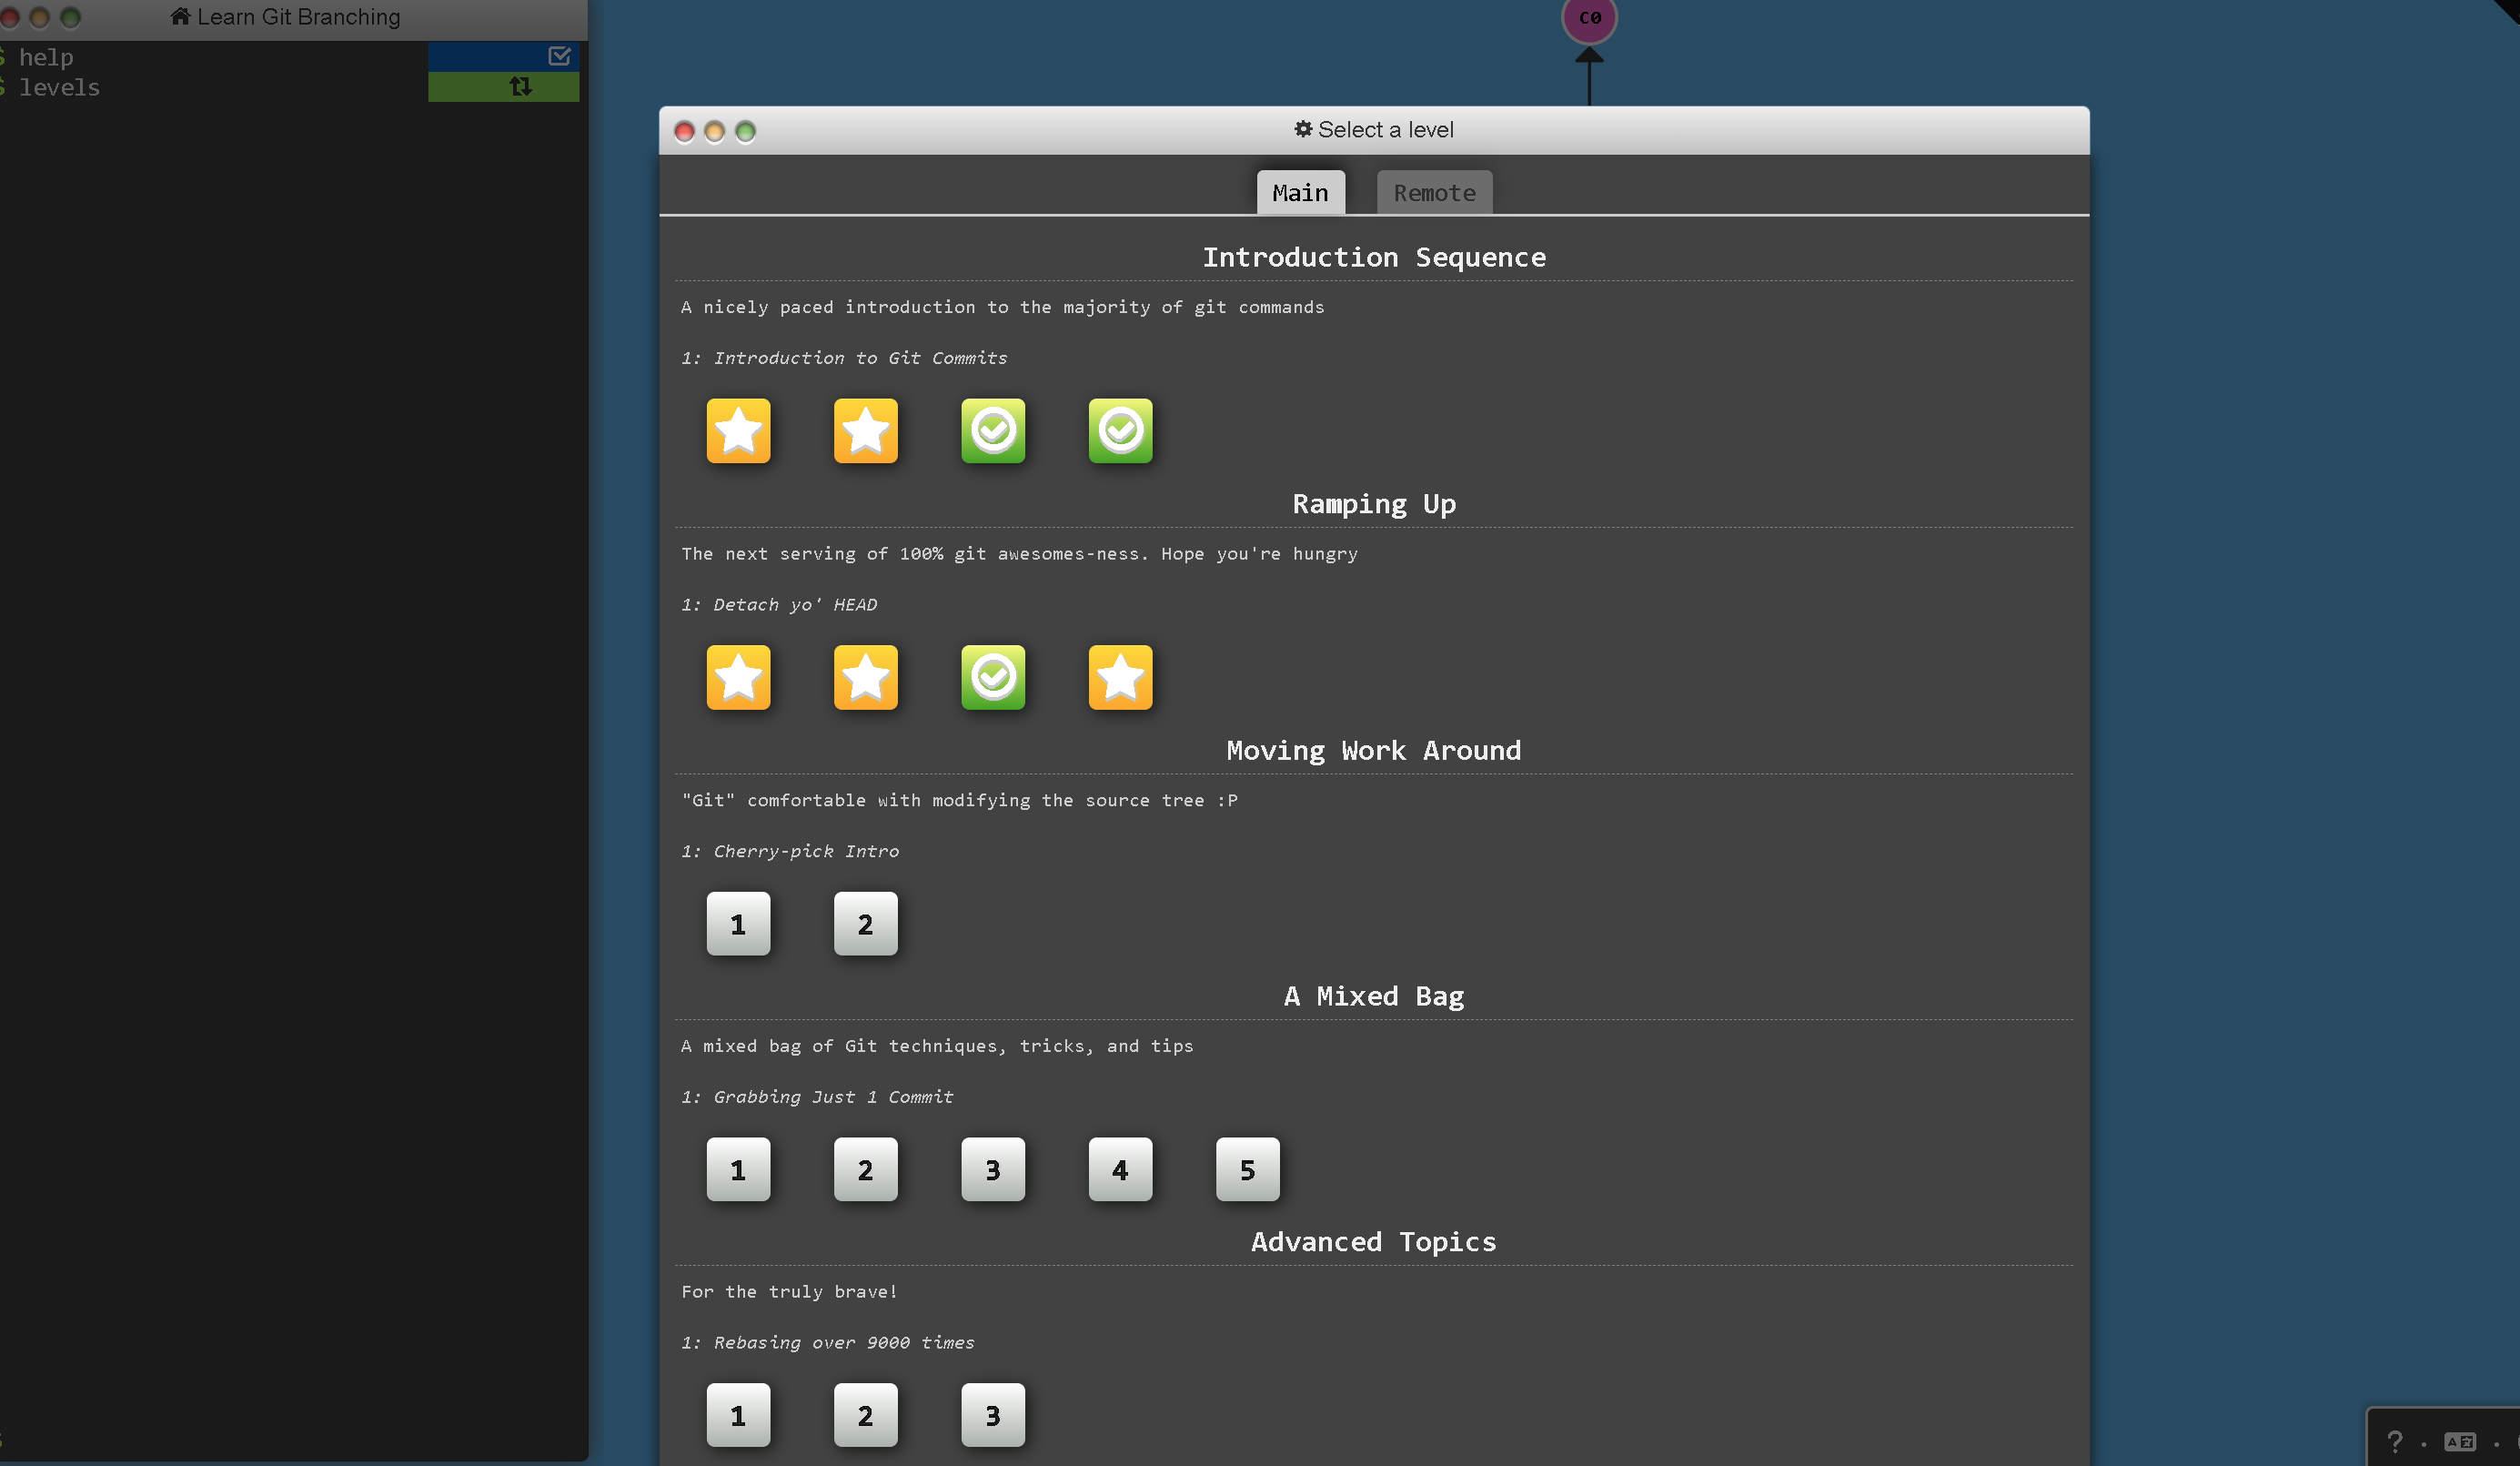 Learn Git Branching
$ help
$ levels
C0
Select a level
Main Remote
Introduction Sequence
A nicely paced introduction to the majority of git commands
1: Introduction to Git Commits
Ramping Up
The next serving of 100% git awesomes-ness. Hope you're hungry
1: Detach yo' HEAD
Moving Work Around
"Git" comfortable with modifying the source tree :P
1: Cherry-pick Intro
1 2
A Mixed Bag
A mixed bag of Git techniques, tricks, and tips
1: Grabbing Just 1 Commit
1 2 3 4 5
Advanced Topics
For the truly brave!
1: Rebasing over 9000 times
1 2 3
$
? · A文 ·